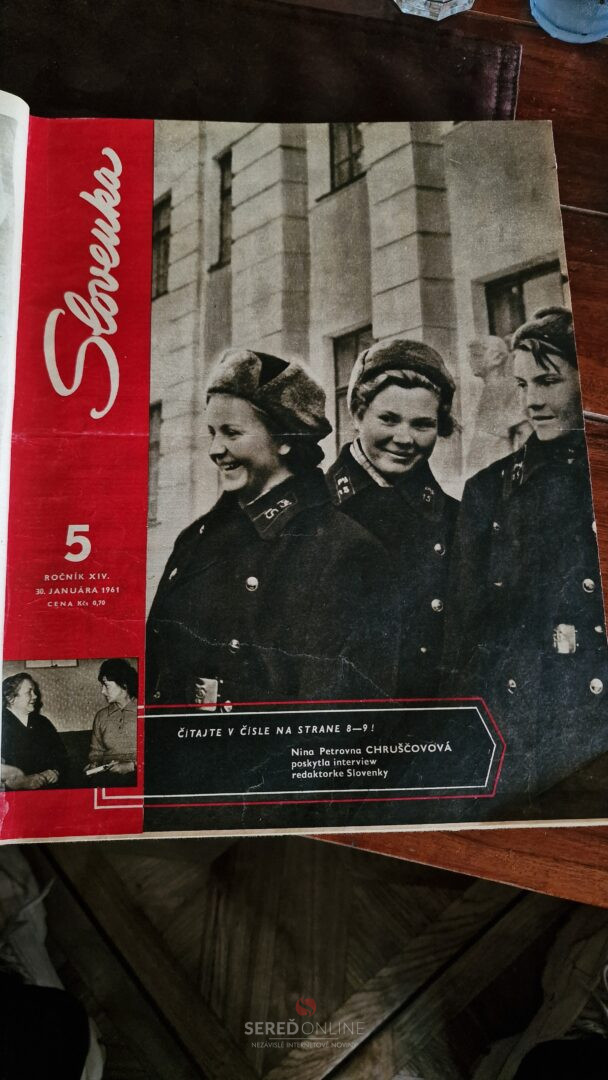 Slovenka
5
ROČNÍK XIV.
30. JANUÁRA 1961
CENA Kčs 0,70
ČÍTAJTE V ČÍSLE NA STRANE 8—9!
Nina Petrovna CHRUŠČOVOVÁ
poskytla interview
redaktorke Slovenky
SEREĎONLINE
NEZÁVISLÉ INTERNETOVÉ NOVINY